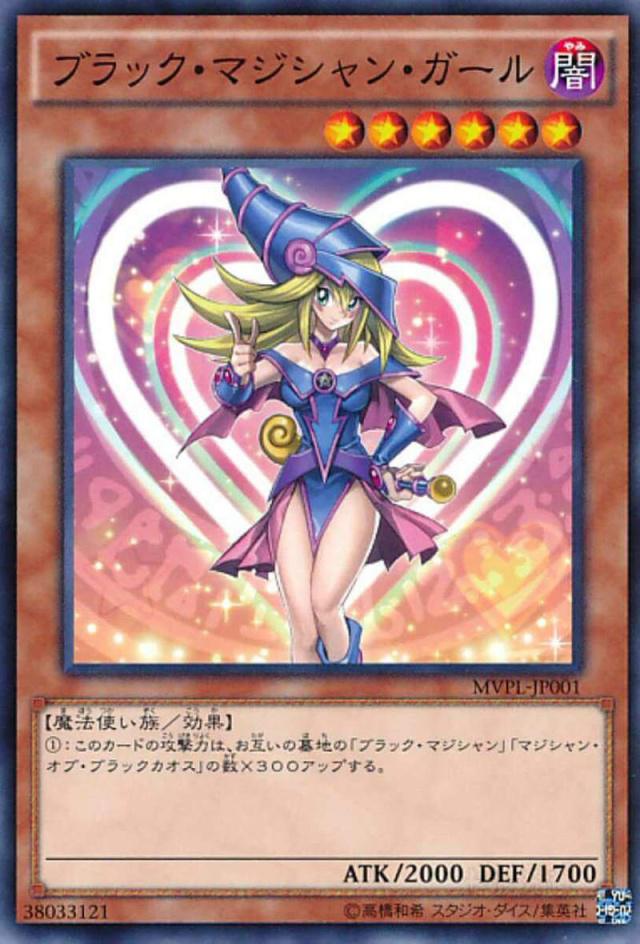 ブラック・マジシャン・ガール
闇
MVPL-JP001
【魔法使い族／効果】
①：このカードの攻撃力は、お互いの墓地の「ブラック・マジシャン」「マジシャン・
オブ・ブラックカオス」の数×３００アップする。
ATK/2000 DEF/1700
38033121
©高橋和希 スタジオ・ダイス/集英社